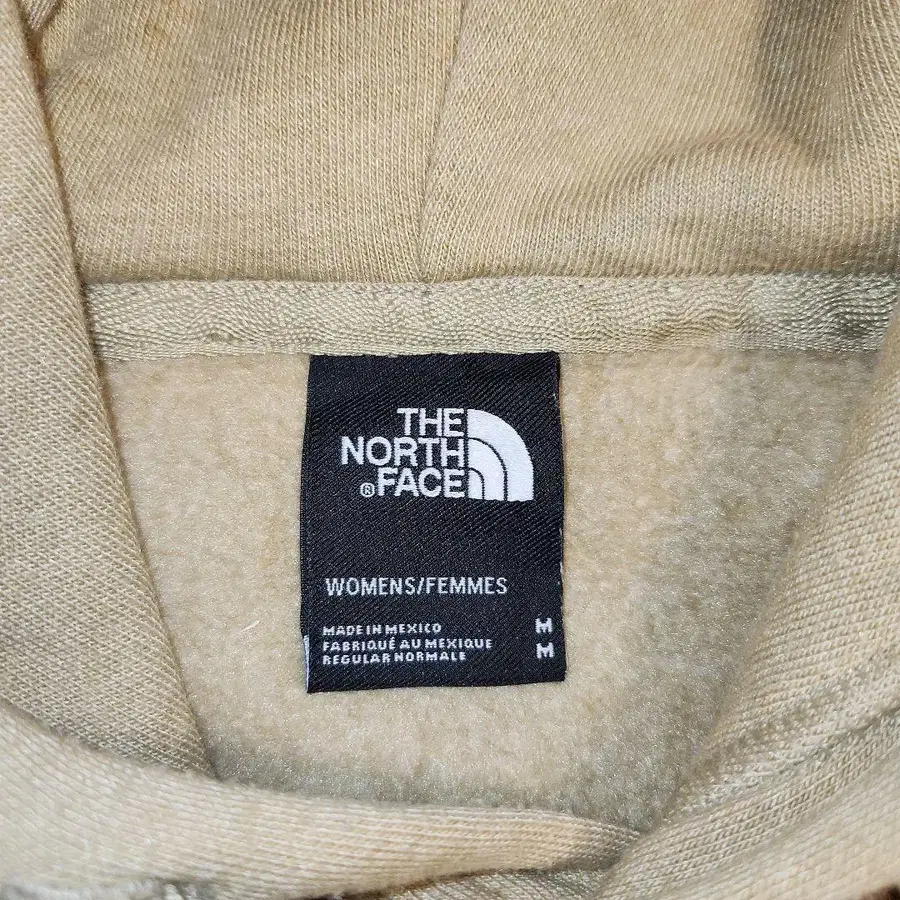 THE
NORTH
® FACE
WOMENS/FEMMES
MADE IN MEXICO M
FABRIQUÉ AU MEXIQUE M
REGULAR NORMALE